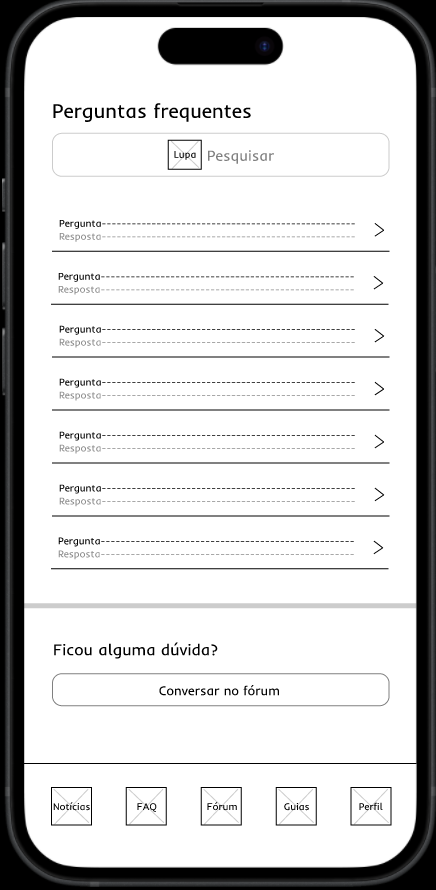 Perguntas frequentes
Lupa Pesquisar
Pergunta
Resposta
Pergunta
Resposta
Pergunta
Resposta
Pergunta
Resposta
Pergunta
Resposta
Pergunta
Resposta
Pergunta
Resposta
Ficou alguma dúvida?
Conversar no fórum
Notícias FAQ Fórum Guias Perfil